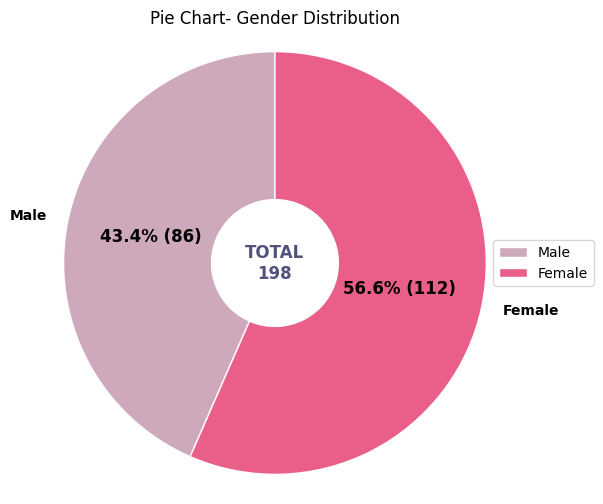 Pie Chart- Gender Distribution
Male
43.4% (86)
TOTAL
198
56.6% (112)
Male
Female
Female